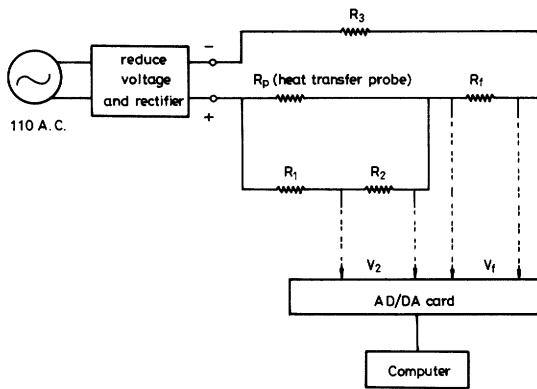 R3
reduce
voltage
and rectifier
−
+
110 A.C.
Rp (heat transfer probe)
Rf
R1
R2
V2
Vf
AD/DA card
Computer